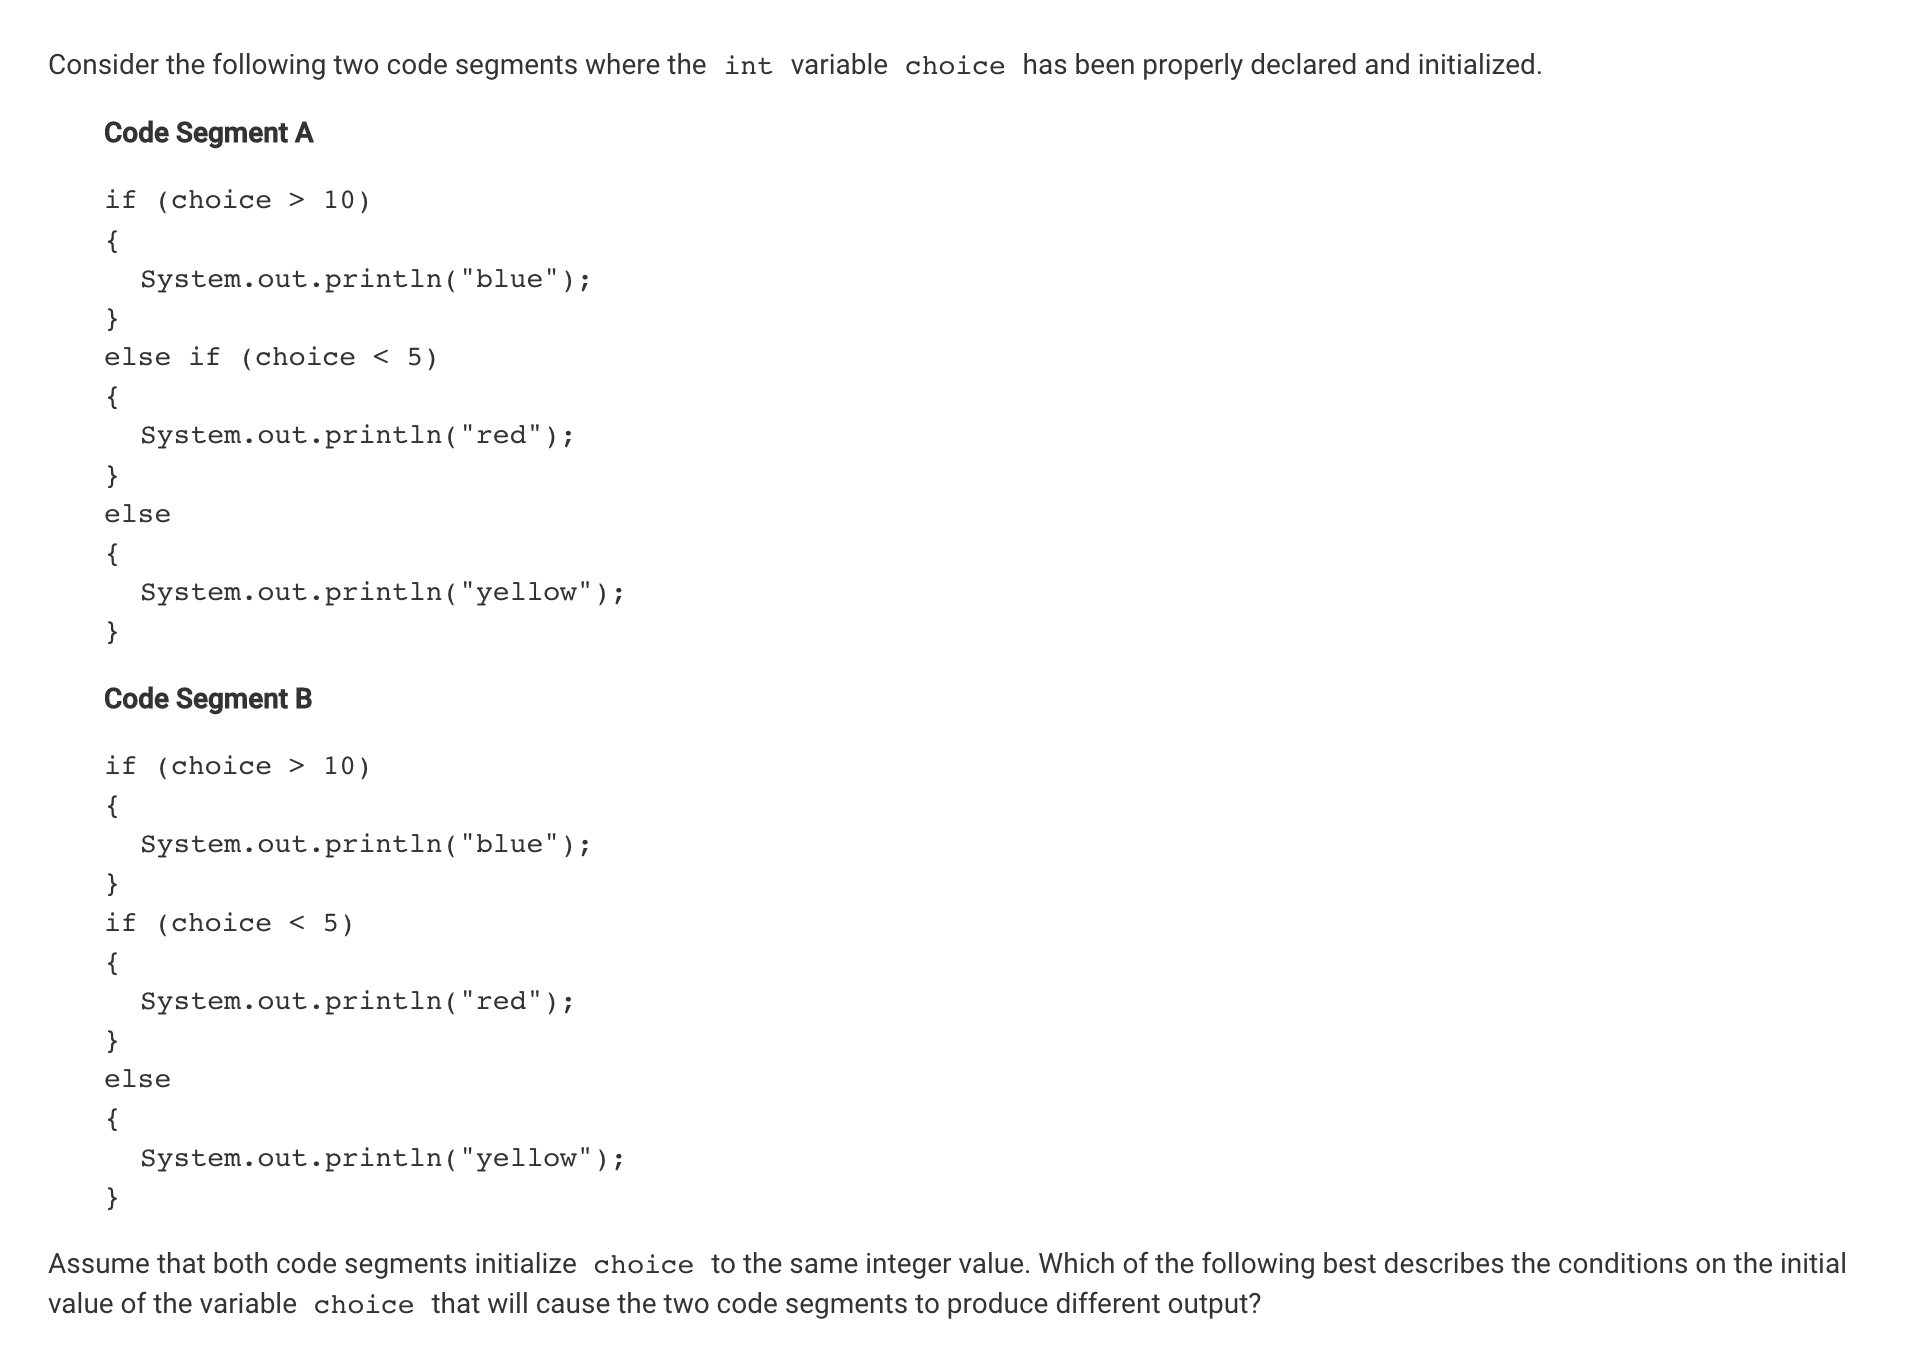 Consider the following two code segments where the int variable choice has been properly declared and initialized.
Code Segment A
if (choice > 10)
{
System.out.println("blue");
}
else if (choice < 5)
{
System.out.println("red");
}
else
{
System.out.println("yellow");
}
Code Segment B
if (choice > 10)
{
System.out.println("blue");
}
if (choice < 5)
{
System.out.println("red");
}
else
{
System.out.println("yellow");
}
Assume that both code segments initialize choice to the same integer value. Which of the following best describes the conditions on the initial
value of the variable choice that will cause the two code segments to produce different output?